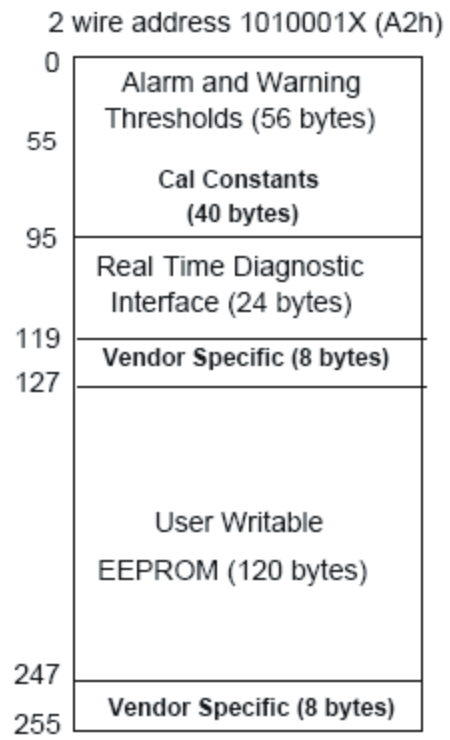 2 wire address 1010001X (A2h)
0
Alarm and Warning
Thresholds (56 bytes)
55
Cal Constants
(40 bytes)
95
Real Time Diagnostic
Interface (24 bytes)
119
Vendor Specific (8 bytes)
127
User Writable
EEPROM (120 bytes)
247
Vendor Specific (8 bytes)
255